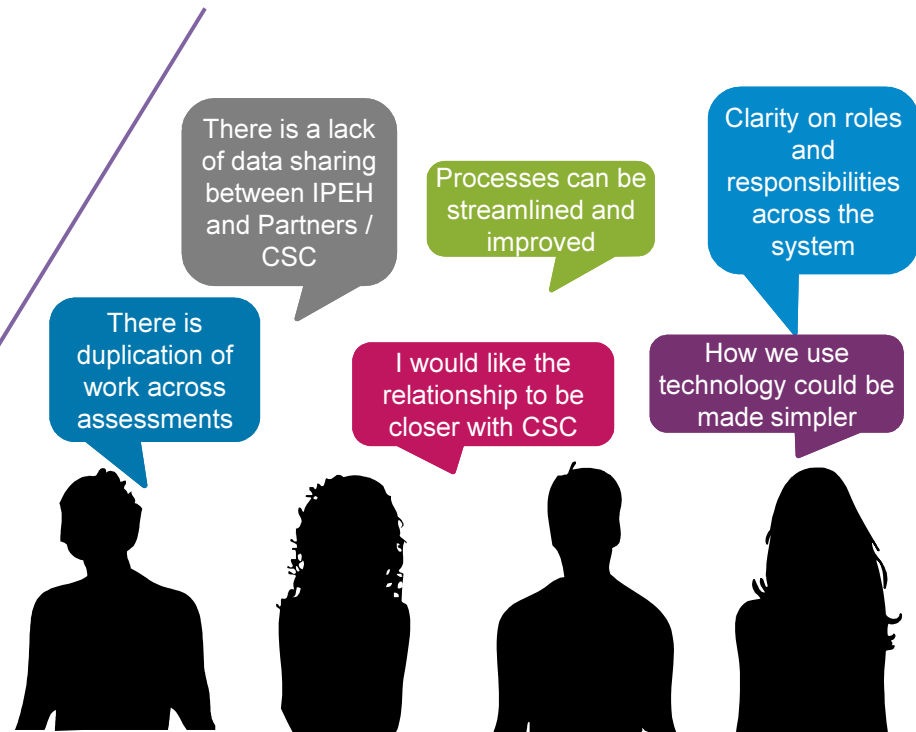 There is a lack
of data sharing
between IPEH
and Partners /
CSC
Processes can be
streamlined and
improved
Clarity on roles
and
responsibilities
across the
system
There is
duplication of
work across
assessments
I would like the
relationship to be
closer with CSC
How we use
technology could be
made simpler